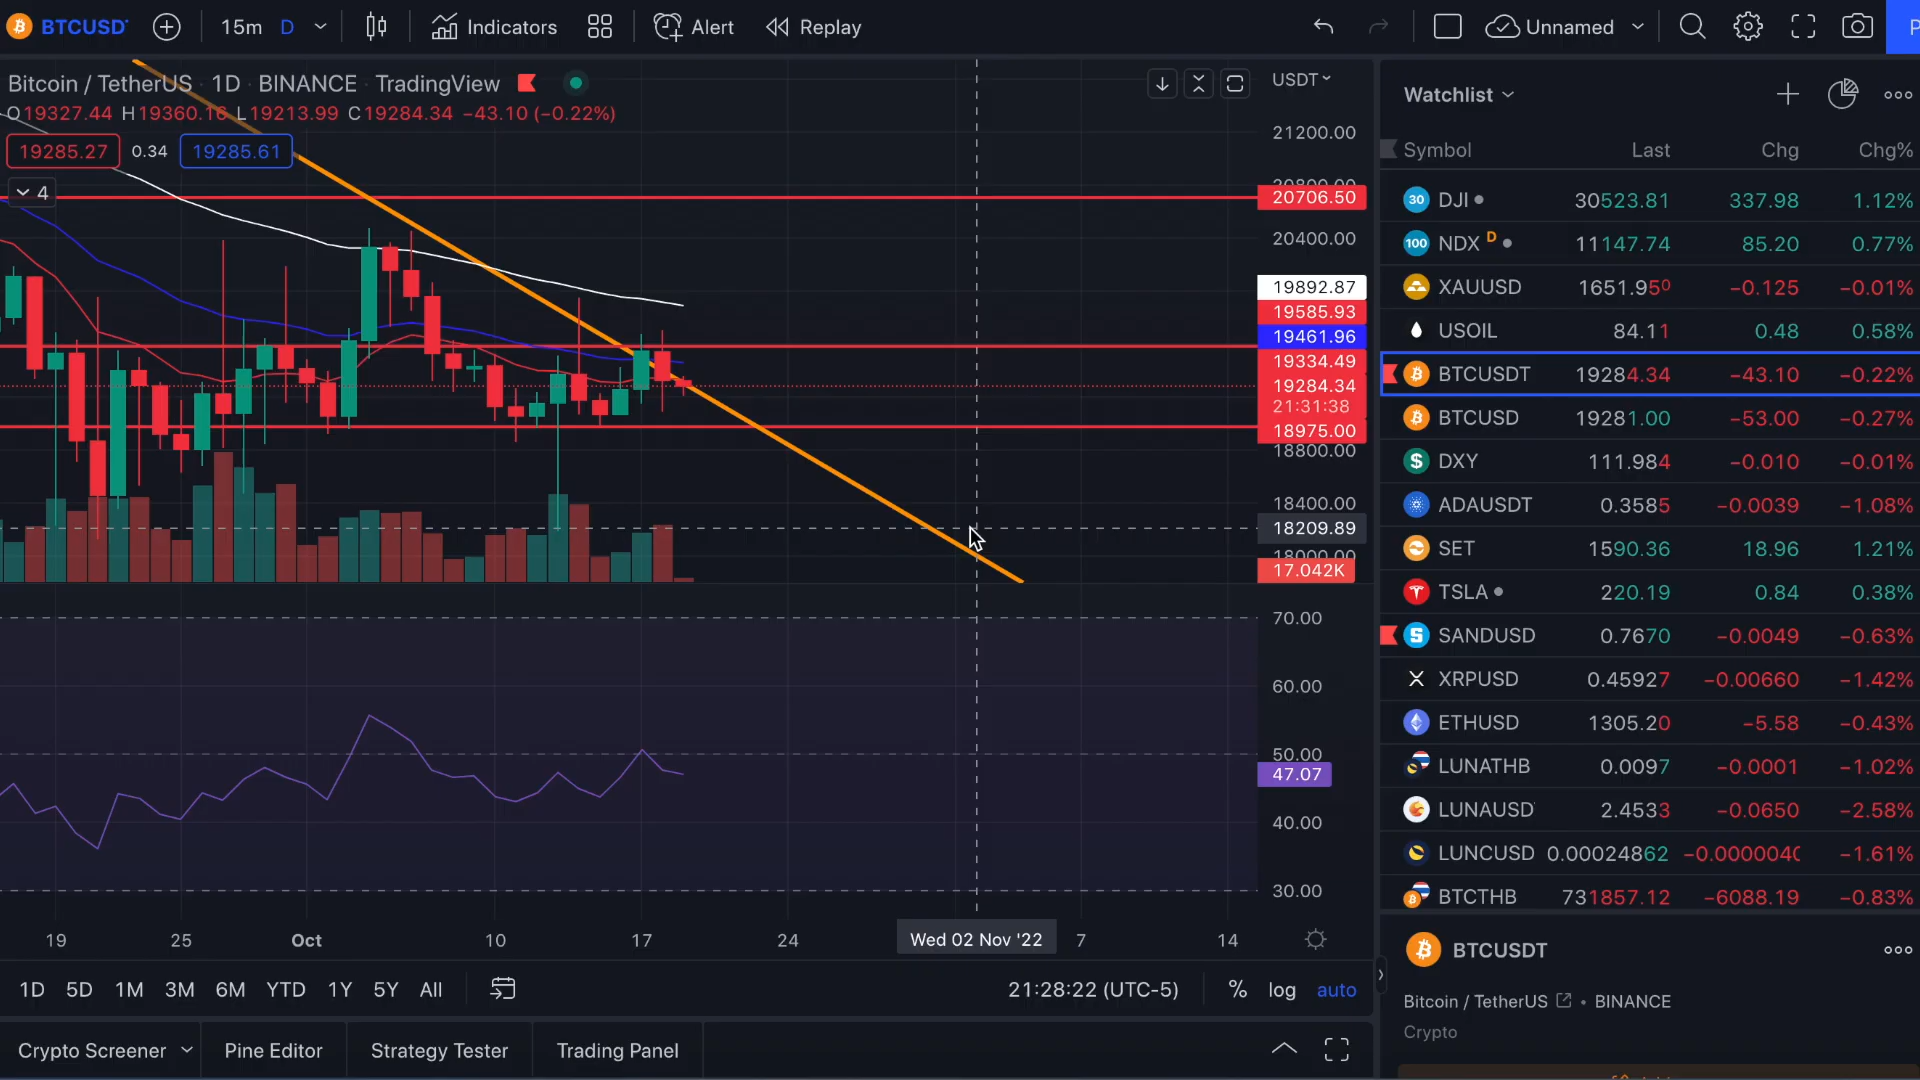 BTCUSD 15m D Indicators Alert Replay Unnamed
Bitcoin / TetherUS · 1D · BINANCE TradingView
O19327.44 H19360.16 L19213.99 C19284.34 −43.10 (−0.22%)
19285.27 0.34 19285.61
4
USDT
21200.00
20800.00
20706.50
20400.00
19892.87
19585.93
19461.96
19334.49
19284.34
21:31:38
18975.00
18800.00
18400.00
18209.89
18000.00
17.042K
70.00
60.00
50.00
47.07
40.00
30.00
19 25 Oct 10 17 24 Wed 02 Nov '22 7 14
1D 5D 1M 3M 6M YTD 1Y 5Y All 21:28:22 (UTC-5) % log auto
Crypto Screener Pine Editor Strategy Tester Trading Panel
Watchlist
Symbol Last Chg Chg%
30 DJI 30523.81 337.98 1.12%
100 NDX D 11147.74 85.20 0.77%
XAUUSD 1651.950 −0.125 −0.01%
USOIL 84.11 0.48 0.58%
BTCUSDT 19284.34 −43.10 −0.22%
BTCUSD 19281.00 −53.00 −0.27%
DXY 111.984 −0.010 −0.01%
ADAUSDT 0.3585 −0.0039 −1.08%
SET 1590.36 18.96 1.21%
TSLA 220.19 0.84 0.38%
SANDUSD 0.7670 −0.0049 −0.63%
XRPUSD 0.45927 −0.00660 −1.42%
ETHUSD 1305.20 −5.58 −0.43%
LUNATHB 0.0097 −0.0001 −1.02%
LUNAUSD 2.4533 −0.0650 −2.58%
LUNCUSD 0.00024862 −0.0000040 −1.61%
BTCTHB 731857.12 −6088.19 −0.83%
BTCUSDT
Bitcoin / TetherUS • BINANCE
Crypto